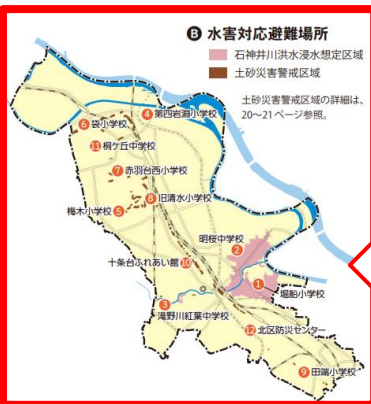 B 水害対応避難場所
石神井川洪水浸水想定区域
土砂災害警戒区域
土砂災害警戒区域の詳細は、
20〜21ページ参照。
4 第四岩淵小学校
6 袋小学校
11 桐ケ丘中学校
7 赤羽台西小学校
8 旧清水小学校
梅木小学校 5
明桜中学校
2
十条台ふれあい館 10
1
堀船小学校
3
滝野川紅葉中学校
12 北区防災センター
9 田端小学校